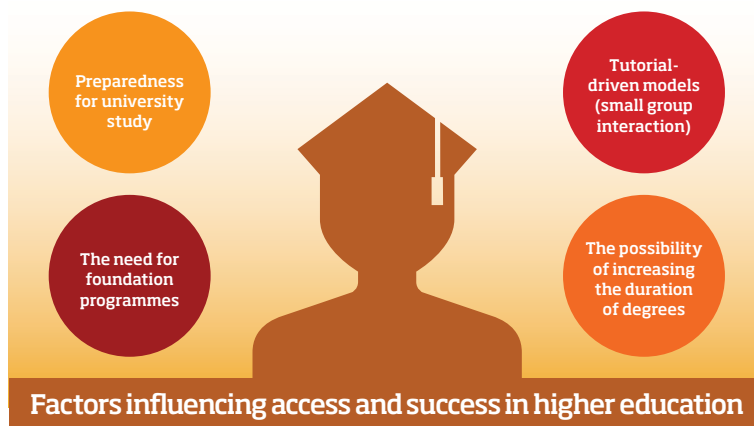 Preparedness
for university
study
Tutorial-
driven models
(small group
interaction)
The need for
foundation
programmes
The possibility
of increasing
the duration
of degrees
Factors influencing access and success in higher education